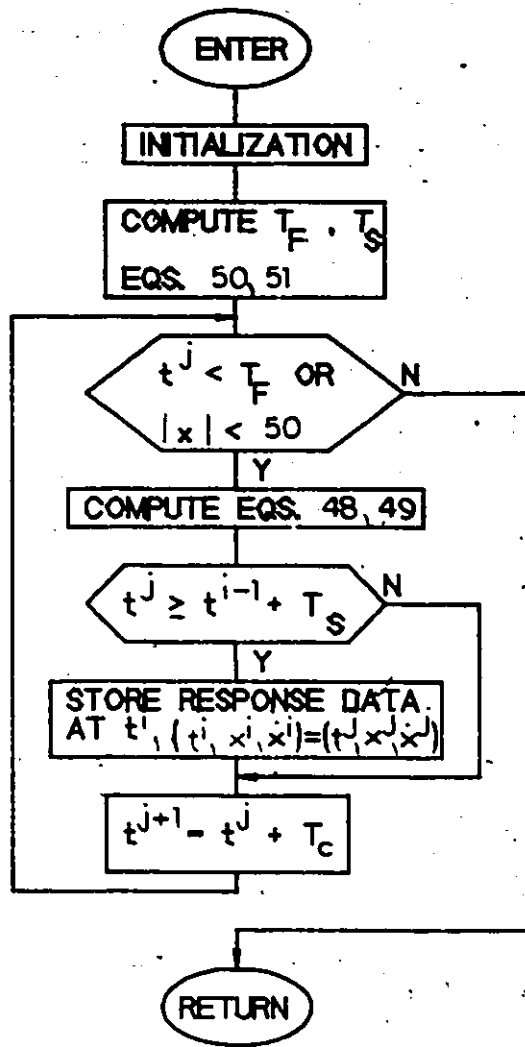 ENTER
INITIALIZATION
COMPUTE T_F , T_S
EQS. 50, 51
t^j < T_F OR
|x| < 50
N
Y
COMPUTE EQS. 48, 49
t^j ≥ t^{i-1} + T_S
N
Y
STORE RESPONSE DATA
AT t^i, (t^i, x^i, ẋ^i)=(t^j, x^j, ẋ^j)
t^{j+1} = t^j + T_c
RETURN